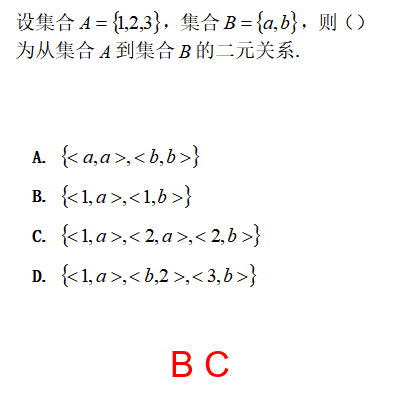 设集合 A = {1,2,3}，集合 B = {a,b}，则（）
为从集合 A 到集合 B 的二元关系.
A. {< a,a >,< b,b >}
B. {< 1,a >,< 1,b >}
C. {< 1,a >,< 2,a >,< 2,b >}
D. {< 1,a >,< b,2 >,< 3,b >}
B C